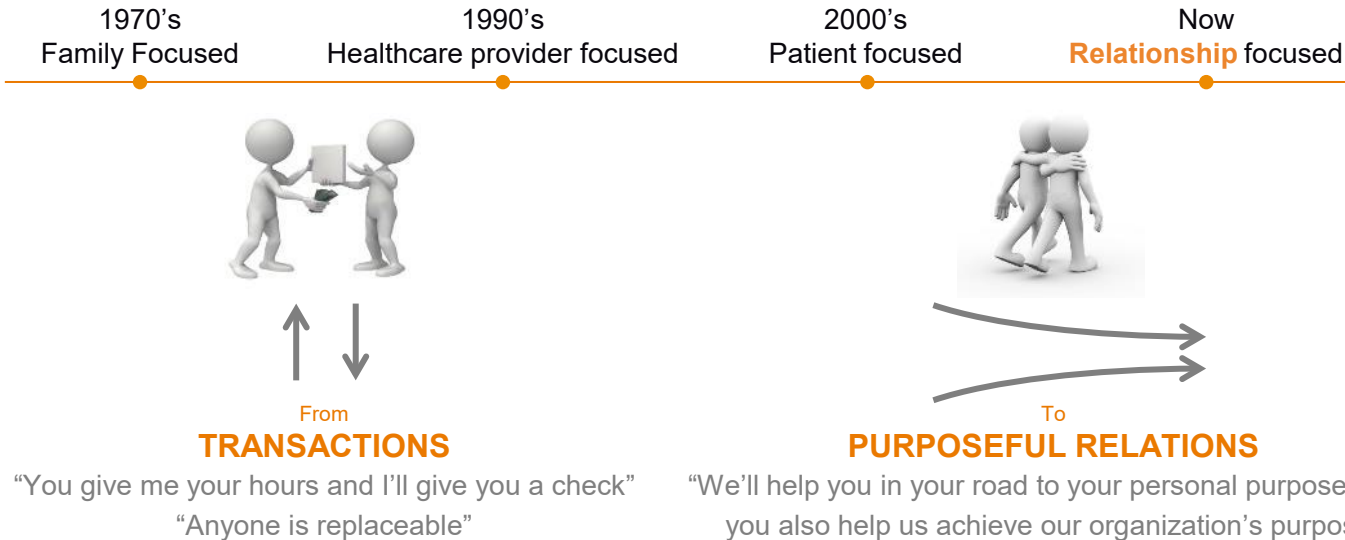 1970’s
Family Focused
1990’s
Healthcare provider focused
2000’s
Patient focused
Now
Relationship focused
From
TRANSACTIONS
“You give me your hours and I’ll give you a check”
“Anyone is replaceable”
To
PURPOSEFUL RELATIONS
“We’ll help you in your road to your personal purpose
you also help us achieve our organization’s